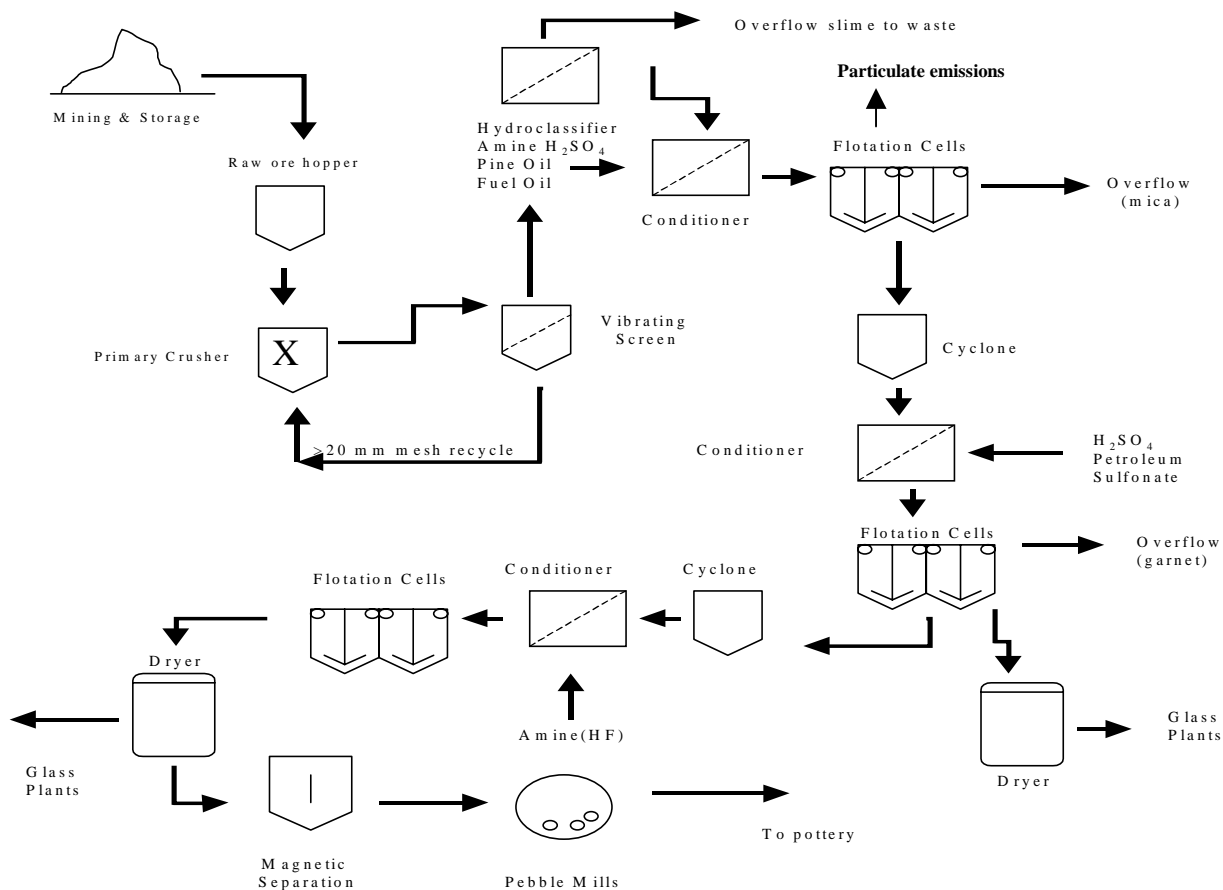 Overflow slime to waste
Particulate emissions
Mining & Storage
Hydroclassifier
Amine H₂SO₄
Pine Oil
Fuel Oil
Flotation Cells
Raw ore hopper
Overflow
(mica)
Conditioner
Vibrating
Screen
Primary Crusher
X
Cyclone
>20 mm mesh recycle
Conditioner
H₂SO₄
Petroleum
Sulfonate
Flotation Cells
Overflow
(garnet)
Flotation Cells
Conditioner
Cyclone
Dryer
Amine(HF)
Glass
Plants
Glass
Plants
Dryer
To pottery
Magnetic
Separation
Pebble Mills